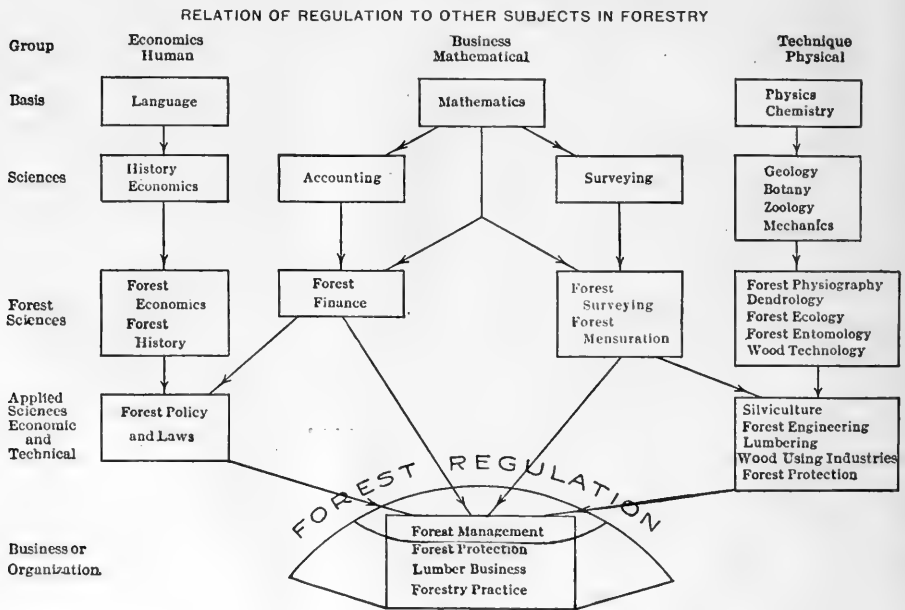 RELATION OF REGULATION TO OTHER SUBJECTS IN FORESTRY
Group
Economics
Human
Business
Mathematical
Technique
Physical
Basis
Language
Mathematics
Physics
Chemistry
Sciences
History
Economics
Accounting
Surveying
Geology
Botany
Zoology
Mechanics
Forest
Sciences
Forest
Economics
Forest
History
Forest
Finance
Forest
Surveying
Forest
Mensuration
Forest Physiography
Dendrology
Forest Ecology
Forest Entomology
Wood Technology
Applied
Sciences
Economic
and
Technical
Forest Policy
and Laws
Silviculture
Forest Engineering
Lumbering
Wood Using Industries
Forest Protection
FOREST REGULATION
Business or
Organization
Forest Management
Forest Protection
Lumber Business
Forestry Practice